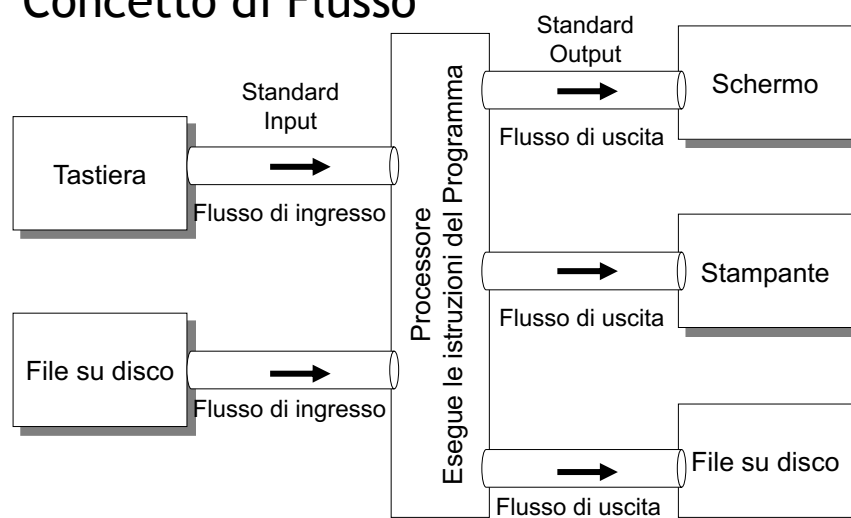 Concetto di Flusso
Standard
Output
Schermo
Standard
Input
Flusso di uscita
Tastiera
Flusso di ingresso
Processore
Esegue le istruzioni del Programma
Stampante
Flusso di uscita
File su disco
Flusso di ingresso
File su disco
Flusso di uscita